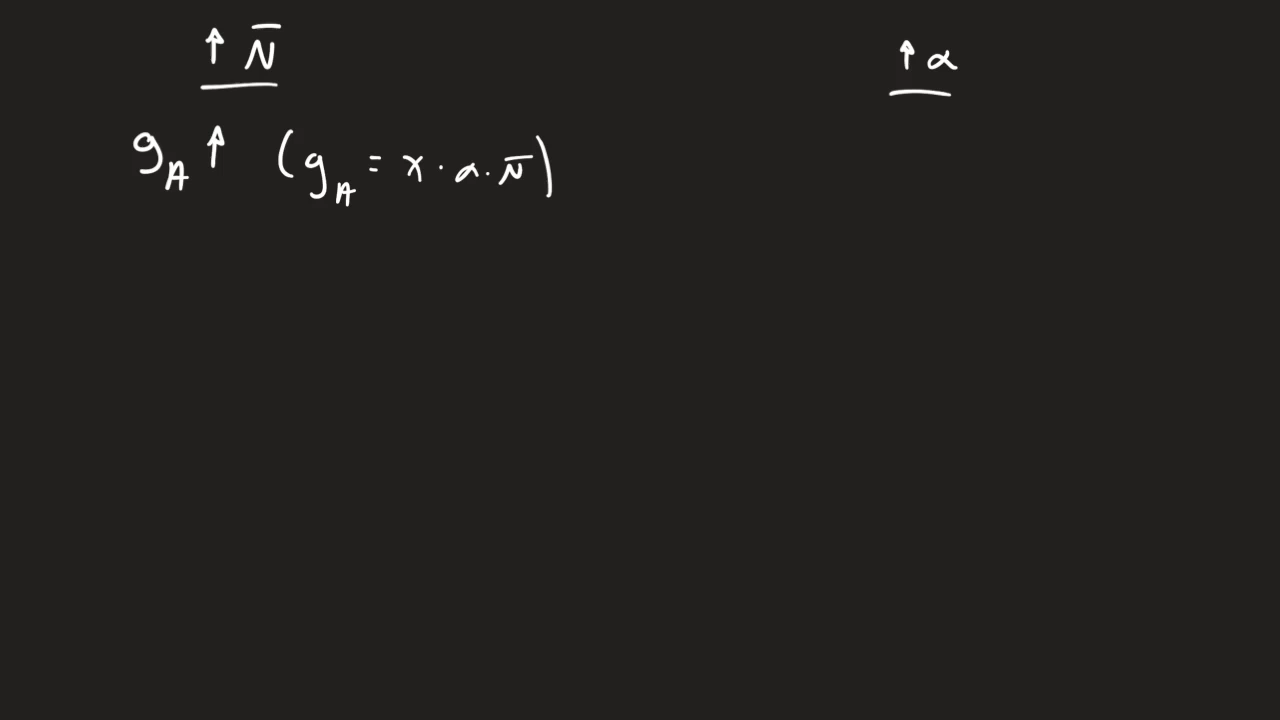 ↑ N̄
↑ α
g_A ↑ (g_A = x · α · N̄)